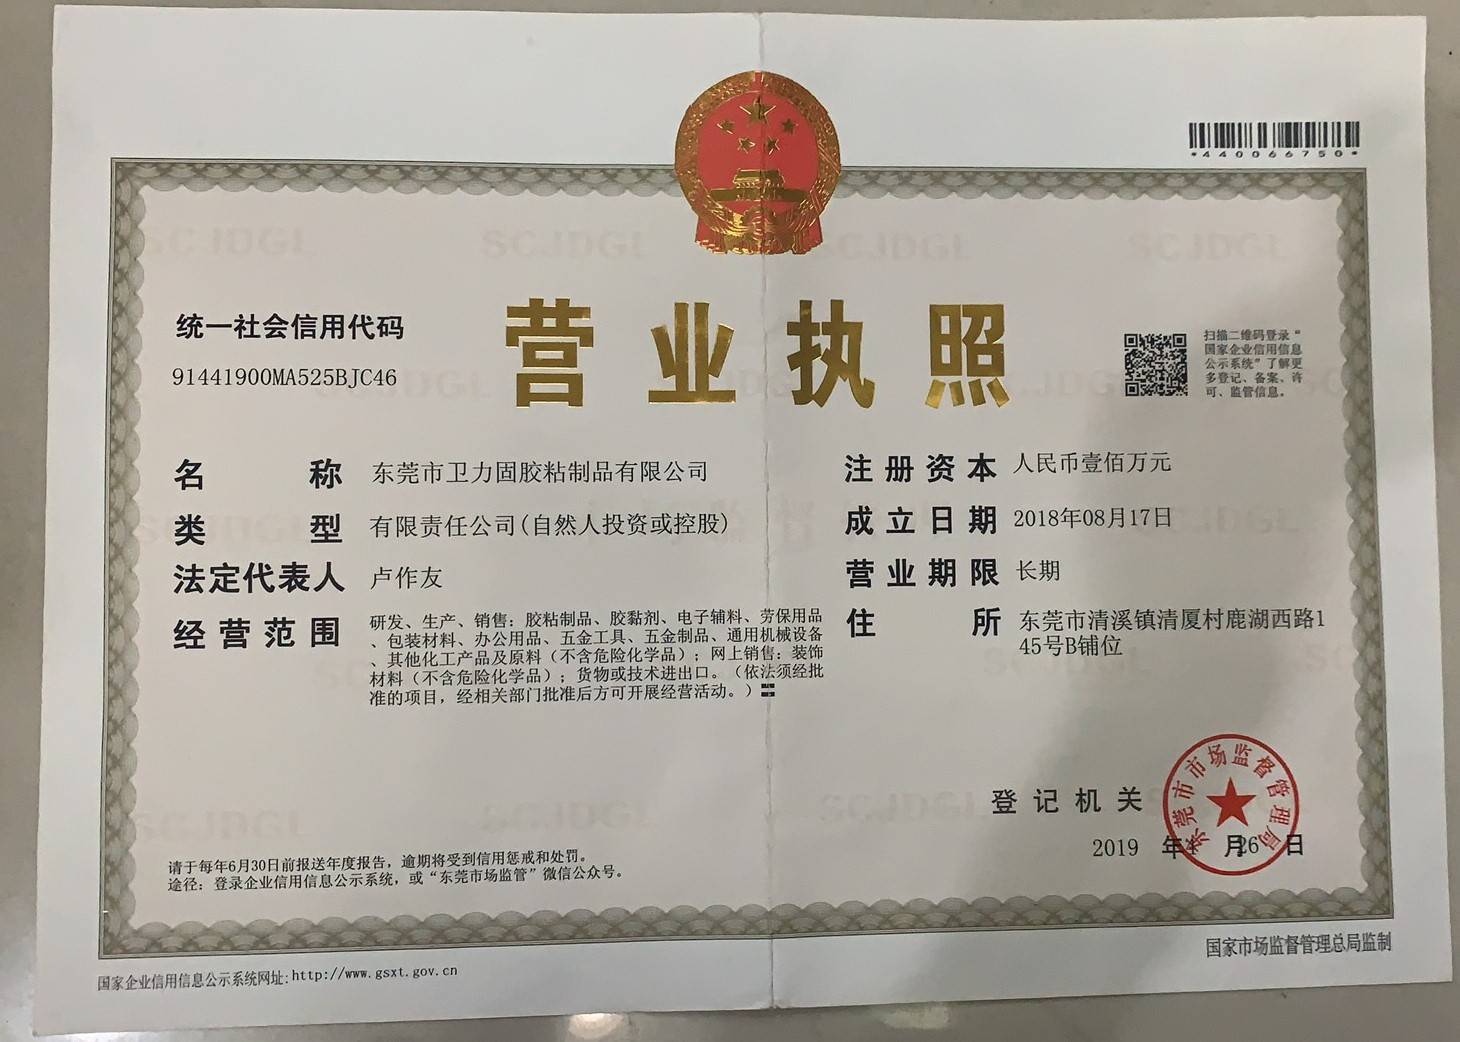 *440066750*
营业执照
统一社会信用代码
91441900MA525BJC46
扫描二维码登录“
国家企业信用信息
公示系统”了解更
多登记、备案、许
可、监管信息。
名称 东莞市卫力固胶粘制品有限公司
类型 有限责任公司(自然人投资或控股)
法定代表人 卢作友
经营范围 研发、生产、销售：胶粘制品、胶黏剂、电子辅料、劳保用品
、包装材料、办公用品、五金工具、五金制品、通用机械设备
、其他化工产品及原料（不含危险化学品）；网上销售：装饰
材料（不含危险化学品）；货物或技术进出口。（依法须经批
准的项目，经相关部门批准后方可开展经营活动。）
注册资本 人民币壹佰万元
成立日期 2018年08月17日
营业期限 长期
住所 东莞市清溪镇清厦村鹿湖西路1
45号B铺位
登记机关
东莞市市场监督管理局
2019 年4 月26 日
请于每年6月30日前报送年度报告，逾期将受到信用惩戒和处罚。
途径：登录企业信用信息公示系统，或“东莞市场监管”微信公众号。
国家企业信用信息公示系统网址:http://www.gsxt.gov.cn
国家市场监督管理总局监制
SCJDGL